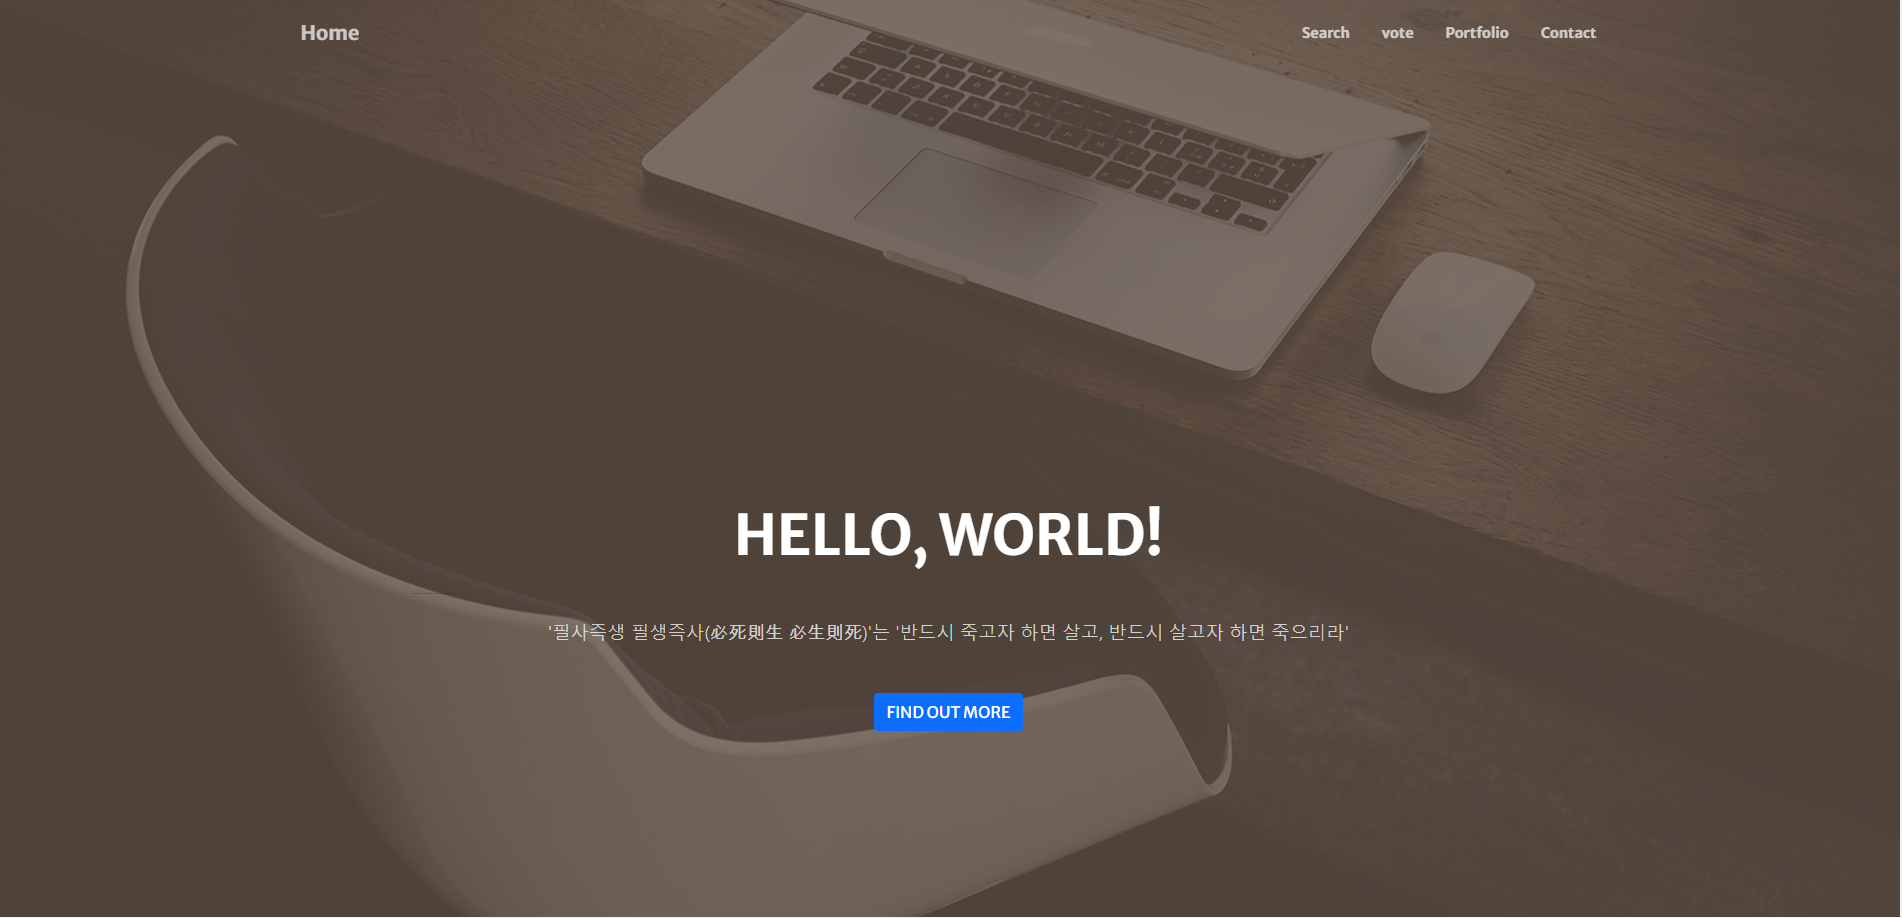 Home
Search vote Portfolio Contact
HELLO, WORLD!
'필사즉생 필생즉사(必死則生 必生則死)'는 '반드시 죽고자 하면 살고, 반드시 살고자 하면 죽으리라'
FIND OUT MORE